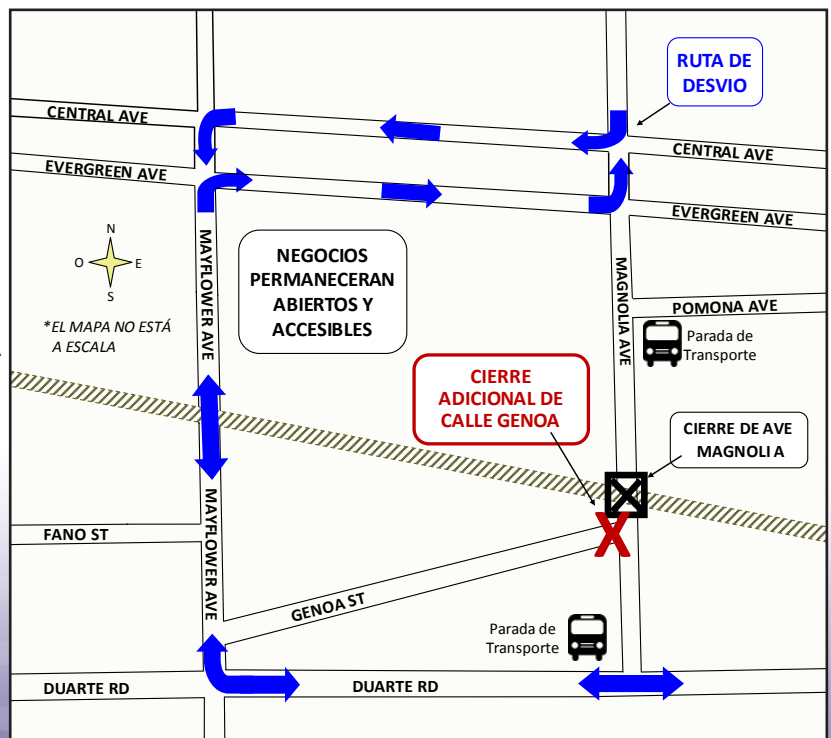 RUTA DE
DESVIO
CENTRAL AVE
CENTRAL AVE
EVERGREEN AVE
EVERGREEN AVE
N
O
E
S
*EL MAPA NO ESTÁ
A ESCALA
MAYFLOWER AVE
NEGOCIOS
PERMANECERAN
ABIERTOS Y
ACCESIBLES
MAGNOLIA AVE
POMONA AVE
Parada de
Transporte
CIERRE
ADICIONAL DE
CALLE GENOA
CIERRE DE AVE
MAGNOLI A
X
FANO ST
MAYFLOWER AVE
GENOA ST
Parada de
Transporte
DUARTE RD
DUARTE RD